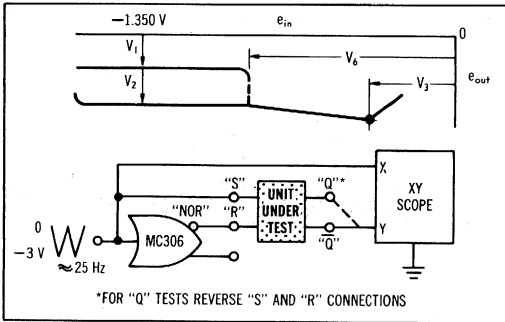 −1.350 V
e_in
0
V₁
V₆
V₂
V₃
e_out
X
XY
SCOPE
"S"
UNIT
UNDER
TEST
"Q"*
"NOR"
"R"
0
−3 V
≈25 Hz
MC306
"Q̅"
Y
*FOR "Q" TESTS REVERSE "S" AND "R" CONNECTIONS